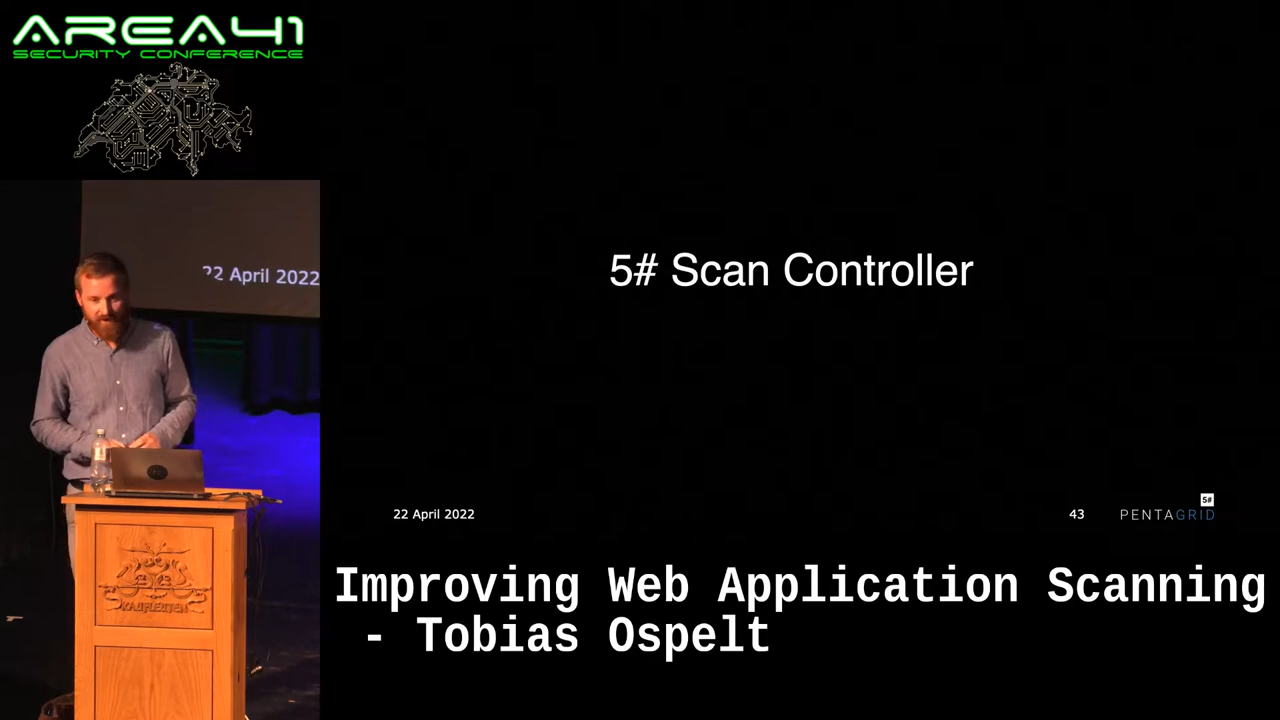 AREA41
SECURITY CONFERENCE
22 April 2022
5# Scan Controller
22 April 2022
43
5#
PENTAGRID
KAUFLEUTEN
Improving Web Application Scanning
- Tobias Ospelt